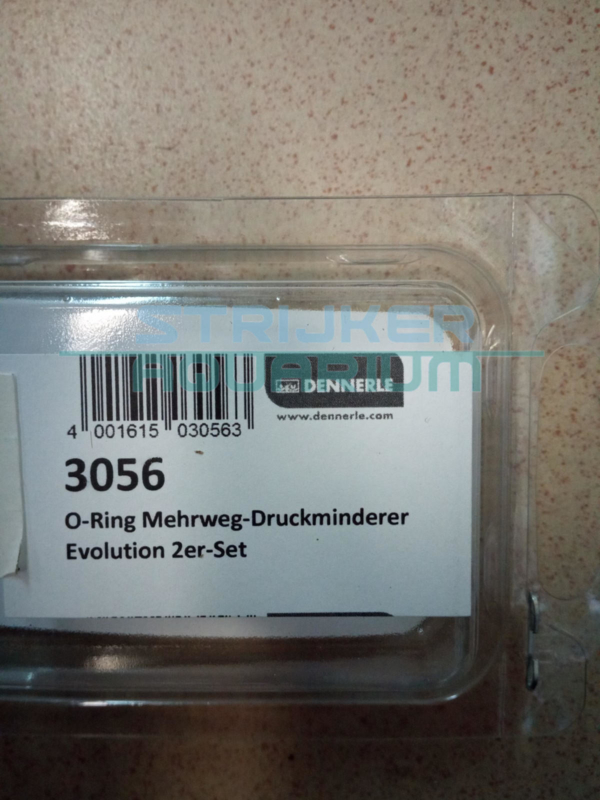 STRIJKER
AQUARIUM
DENNERLE
www.dennerle.com
4 001615 030563
3056
O-Ring Mehrweg-Druckminderer
Evolution 2er-Set